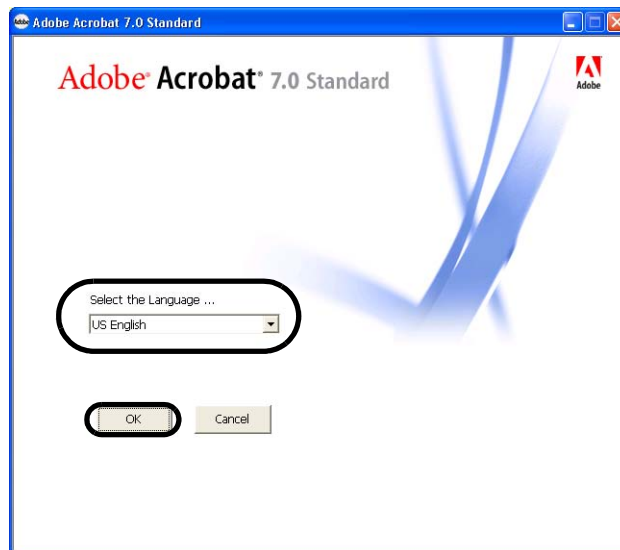 Adobe Acrobat 7.0 Standard
Adobe® Acrobat® 7.0 Standard
Adobe
Select the Language ...
US English
OK Cancel